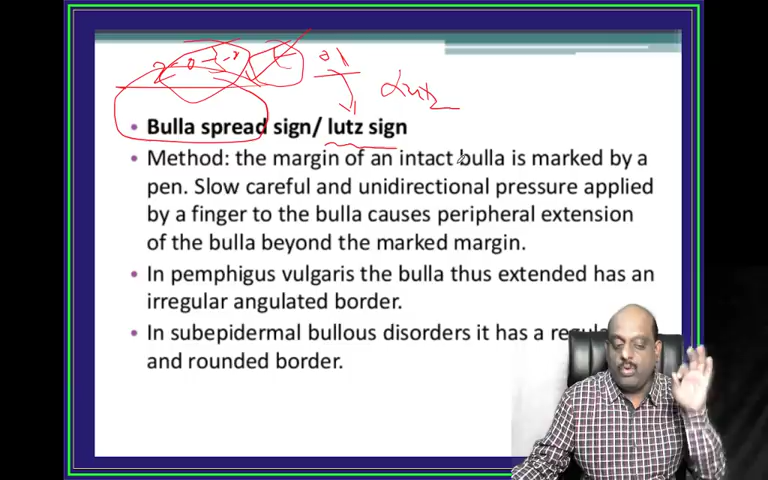 Lutz
• Bulla spread sign/ lutz sign
• Method: the margin of an intact bulla is marked by a
pen. Slow careful and unidirectional pressure applied
by a finger to the bulla causes peripheral extension
of the bulla beyond the marked margin.
• In pemphigus vulgaris the bulla thus extended has an
irregular angulated border.
• In subepidermal bullous disorders it has a
and rounded border.